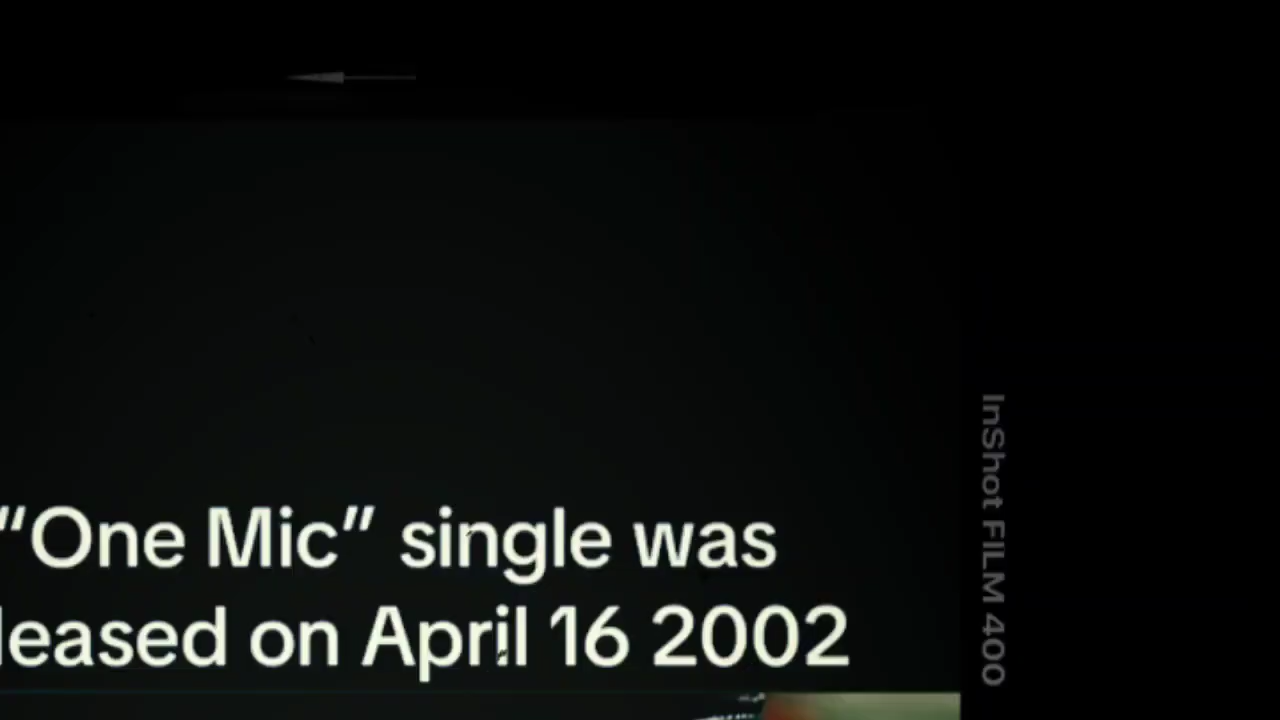 “One Mic” single was
leased on April 16 2002
InShot FILM 400